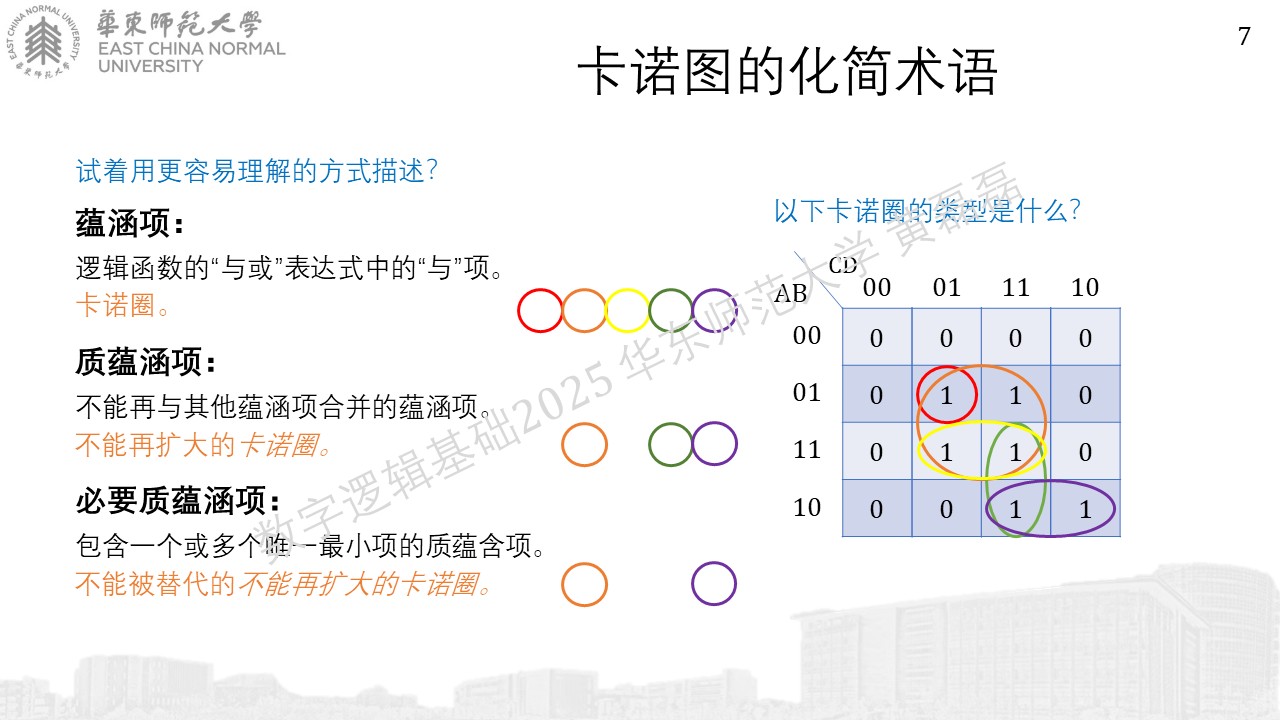 華東師範大學
EAST CHINA NORMAL
UNIVERSITY
EAST CHINA NORMAL UNIVERSITY
華東师范大学
7
卡诺图的化简术语
试着用更容易理解的方式描述？
蕴涵项：
逻辑函数的“与或”表达式中的“与”项。
卡诺圈。
质蕴涵项：
不能再与其他蕴涵项合并的蕴涵项。
不能再扩大的卡诺圈。
必要质蕴涵项：
包含一个或多个唯一最小项的质蕴含项。
不能被替代的不能再扩大的卡诺圈。
以下卡诺圈的类型是什么？
CD
AB 00 01 11 10
00 0 0 0 0
01 0 1 1 0
11 0 1 1 0
10 0 0 1 1
数字逻辑基础2025 华东师范大学 黄磊磊